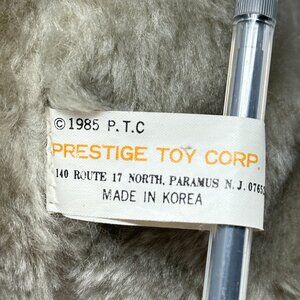 © 1985 P.T.C
PRESTIGE TOY CORP.
140 ROUTE 17 NORTH, PARAMUS N.J.
MADE IN KOREA